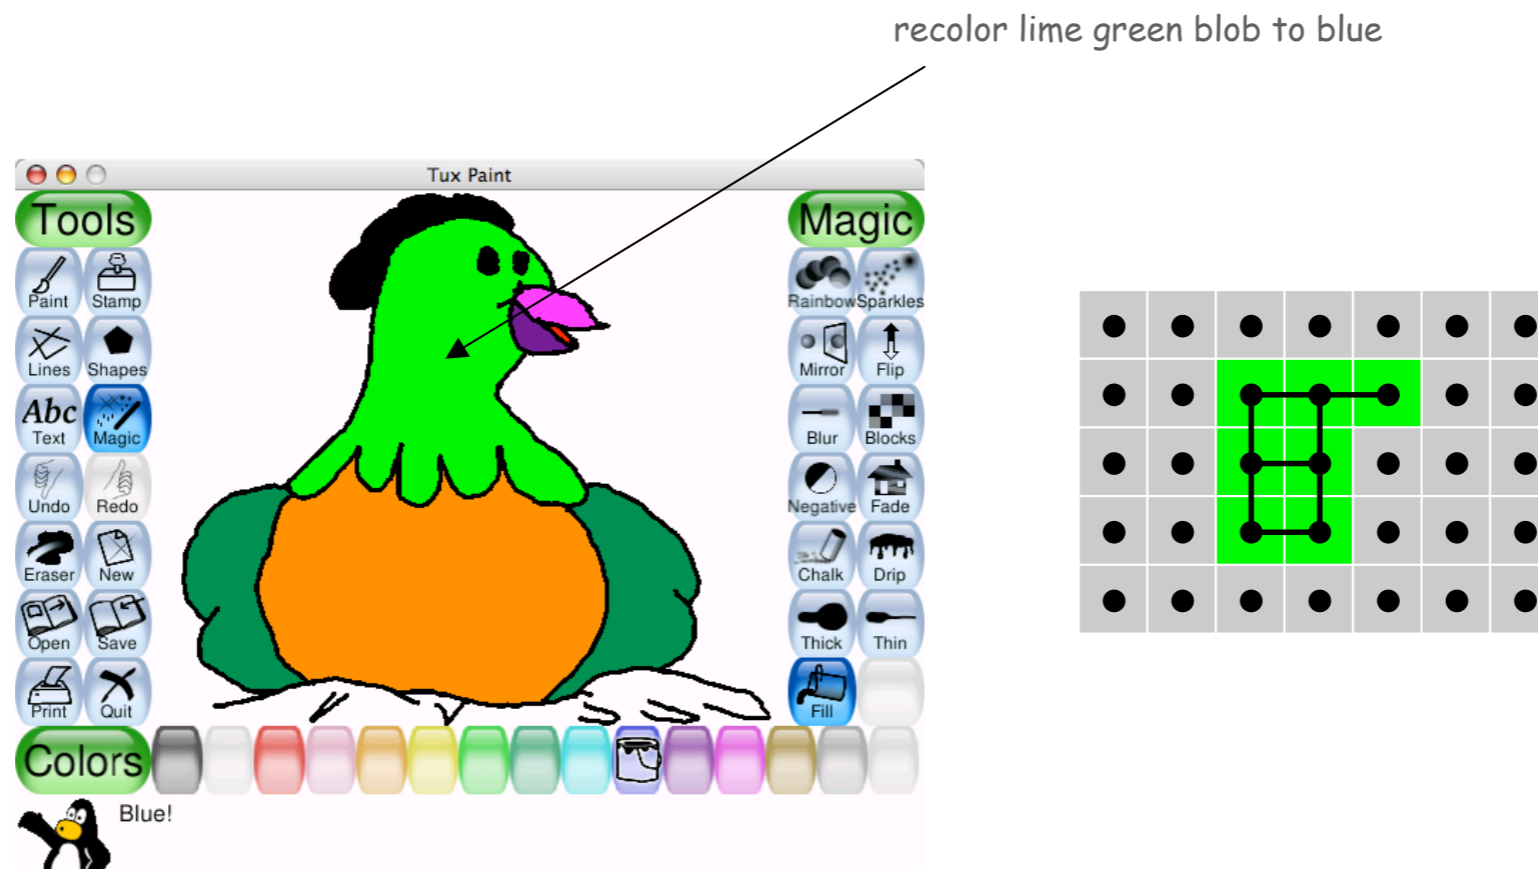 recolor lime green blob to blue
Tux Paint
Tools
Magic
Paint Stamp
Rainbow Sparkles
Lines Shapes
Mirror Flip
Abc
Text Magic
Blur Blocks
Undo Redo
Negative Fade
Eraser New
Chalk Drip
Open Save
Thick Thin
Print Quit
Fill
Colors
Blue!